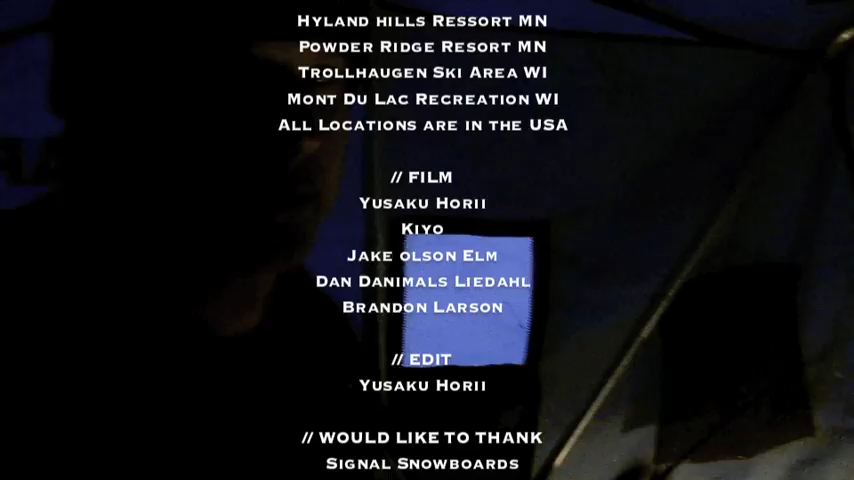 HYLAND HILLS RESSORT MN
POWDER RIDGE RESORT MN
TROLLHAUGEN SKI AREA WI
MONT DU LAC RECREATION WI
ALL LOCATIONS ARE IN THE USA
// FILM
YUSAKU HORII
KIYO
JAKE OLSON ELM
DAN DANIMALS LIEDAHL
BRANDON LARSON
// EDIT
YUSAKU HORII
// WOULD LIKE TO THANK
SIGNAL SNOWBOARDS